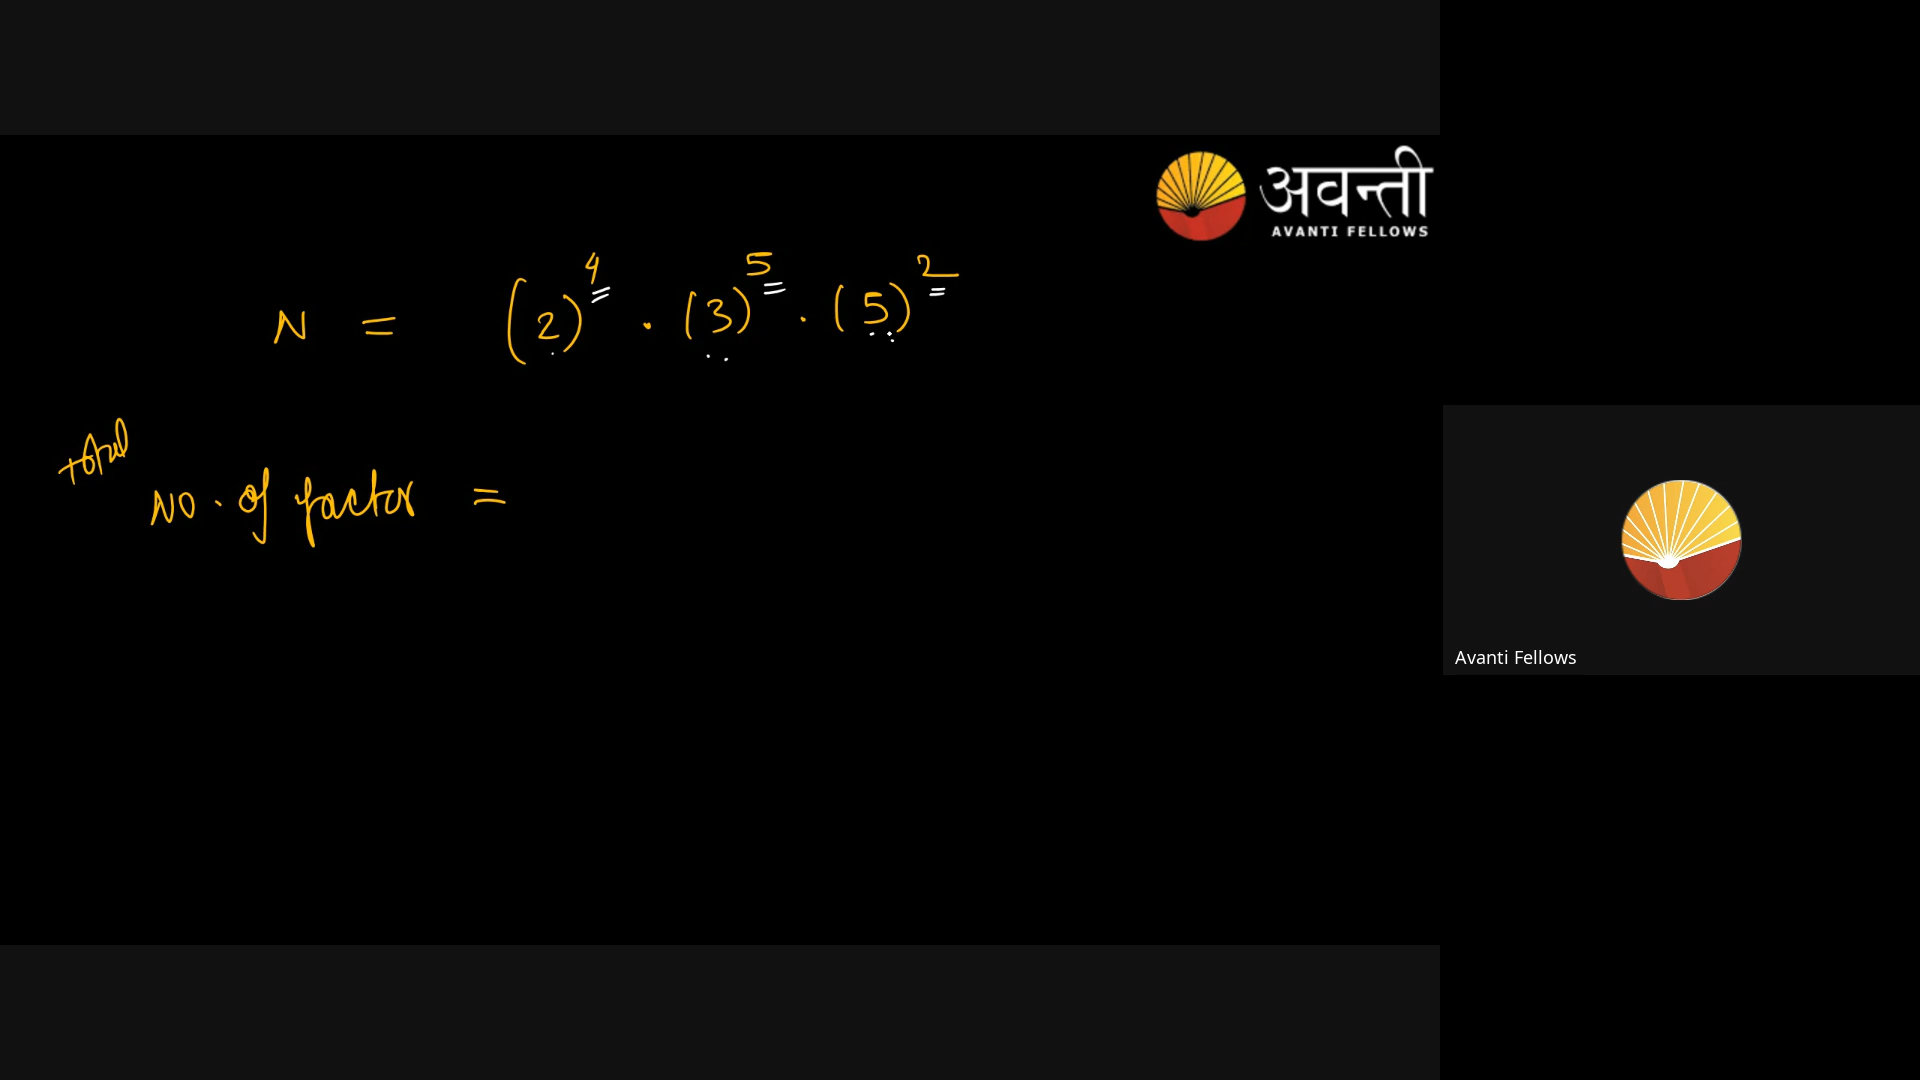 अवन्ती
AVANTI FELLOWS
N = (2)^4 . (3)^5 . (5)^2
total
NO. of factor =
Avanti Fellows